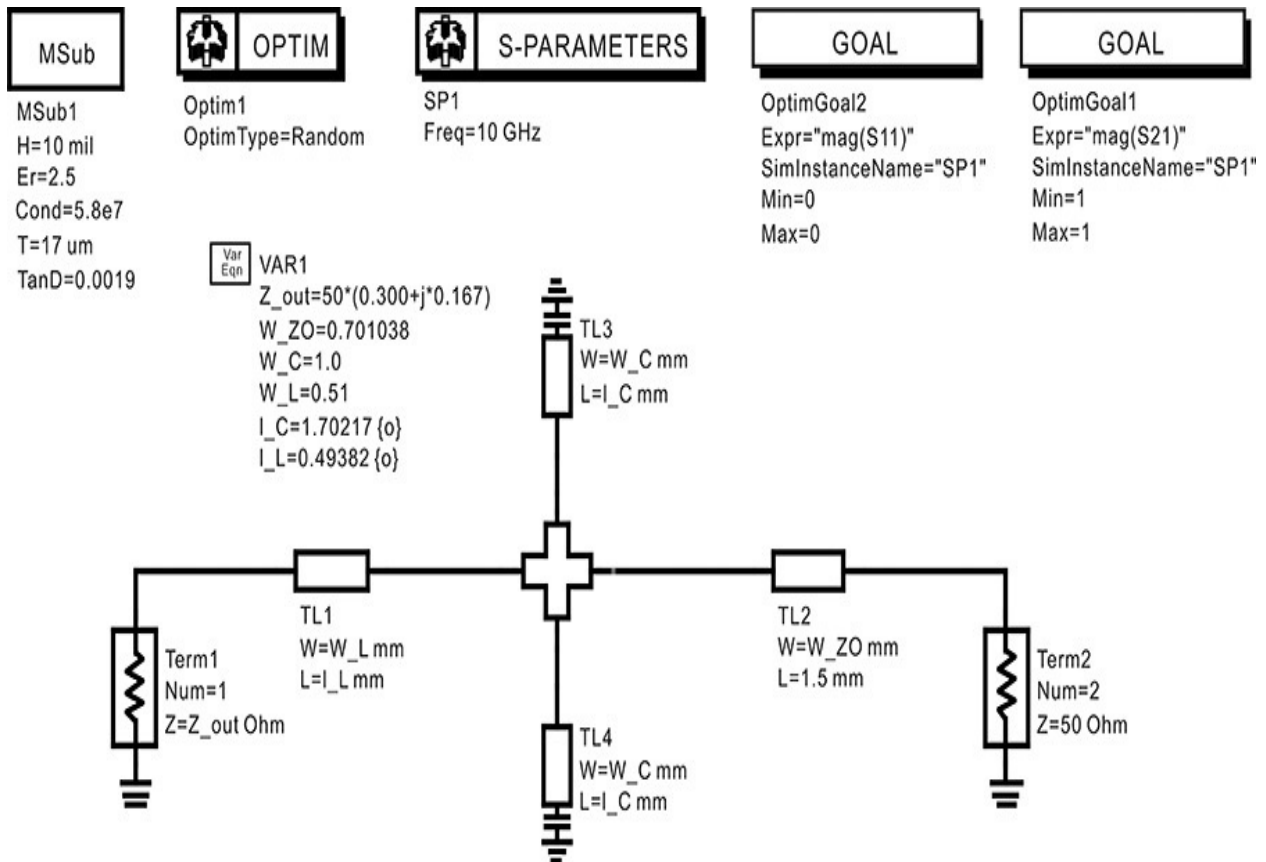 MSub
MSub1
H=10 mil
Er=2.5
Cond=5.8e7
T=17 um
TanD=0.0019
OPTIM
Optim1
OptimType=Random
S-PARAMETERS
SP1
Freq=10 GHz
GOAL
OptimGoal2
Expr="mag(S11)"
SimInstanceName="SP1"
Min=0
Max=0
GOAL
OptimGoal1
Expr="mag(S21)"
SimInstanceName="SP1"
Min=1
Max=1
Var
Eqn
VAR1
Z_out=50*(0.300+j*0.167)
W_ZO=0.701038
W_C=1.0
W_L=0.51
I_C=1.70217 {o}
I_L=0.49382 {o}
TL3
W=W_C mm
L=I_C mm
TL1
W=W_L mm
L=I_L mm
TL2
W=W_ZO mm
L=1.5 mm
Term1
Num=1
Z=Z_out Ohm
Term2
Num=2
Z=50 Ohm
TL4
W=W_C mm
L=I_C mm